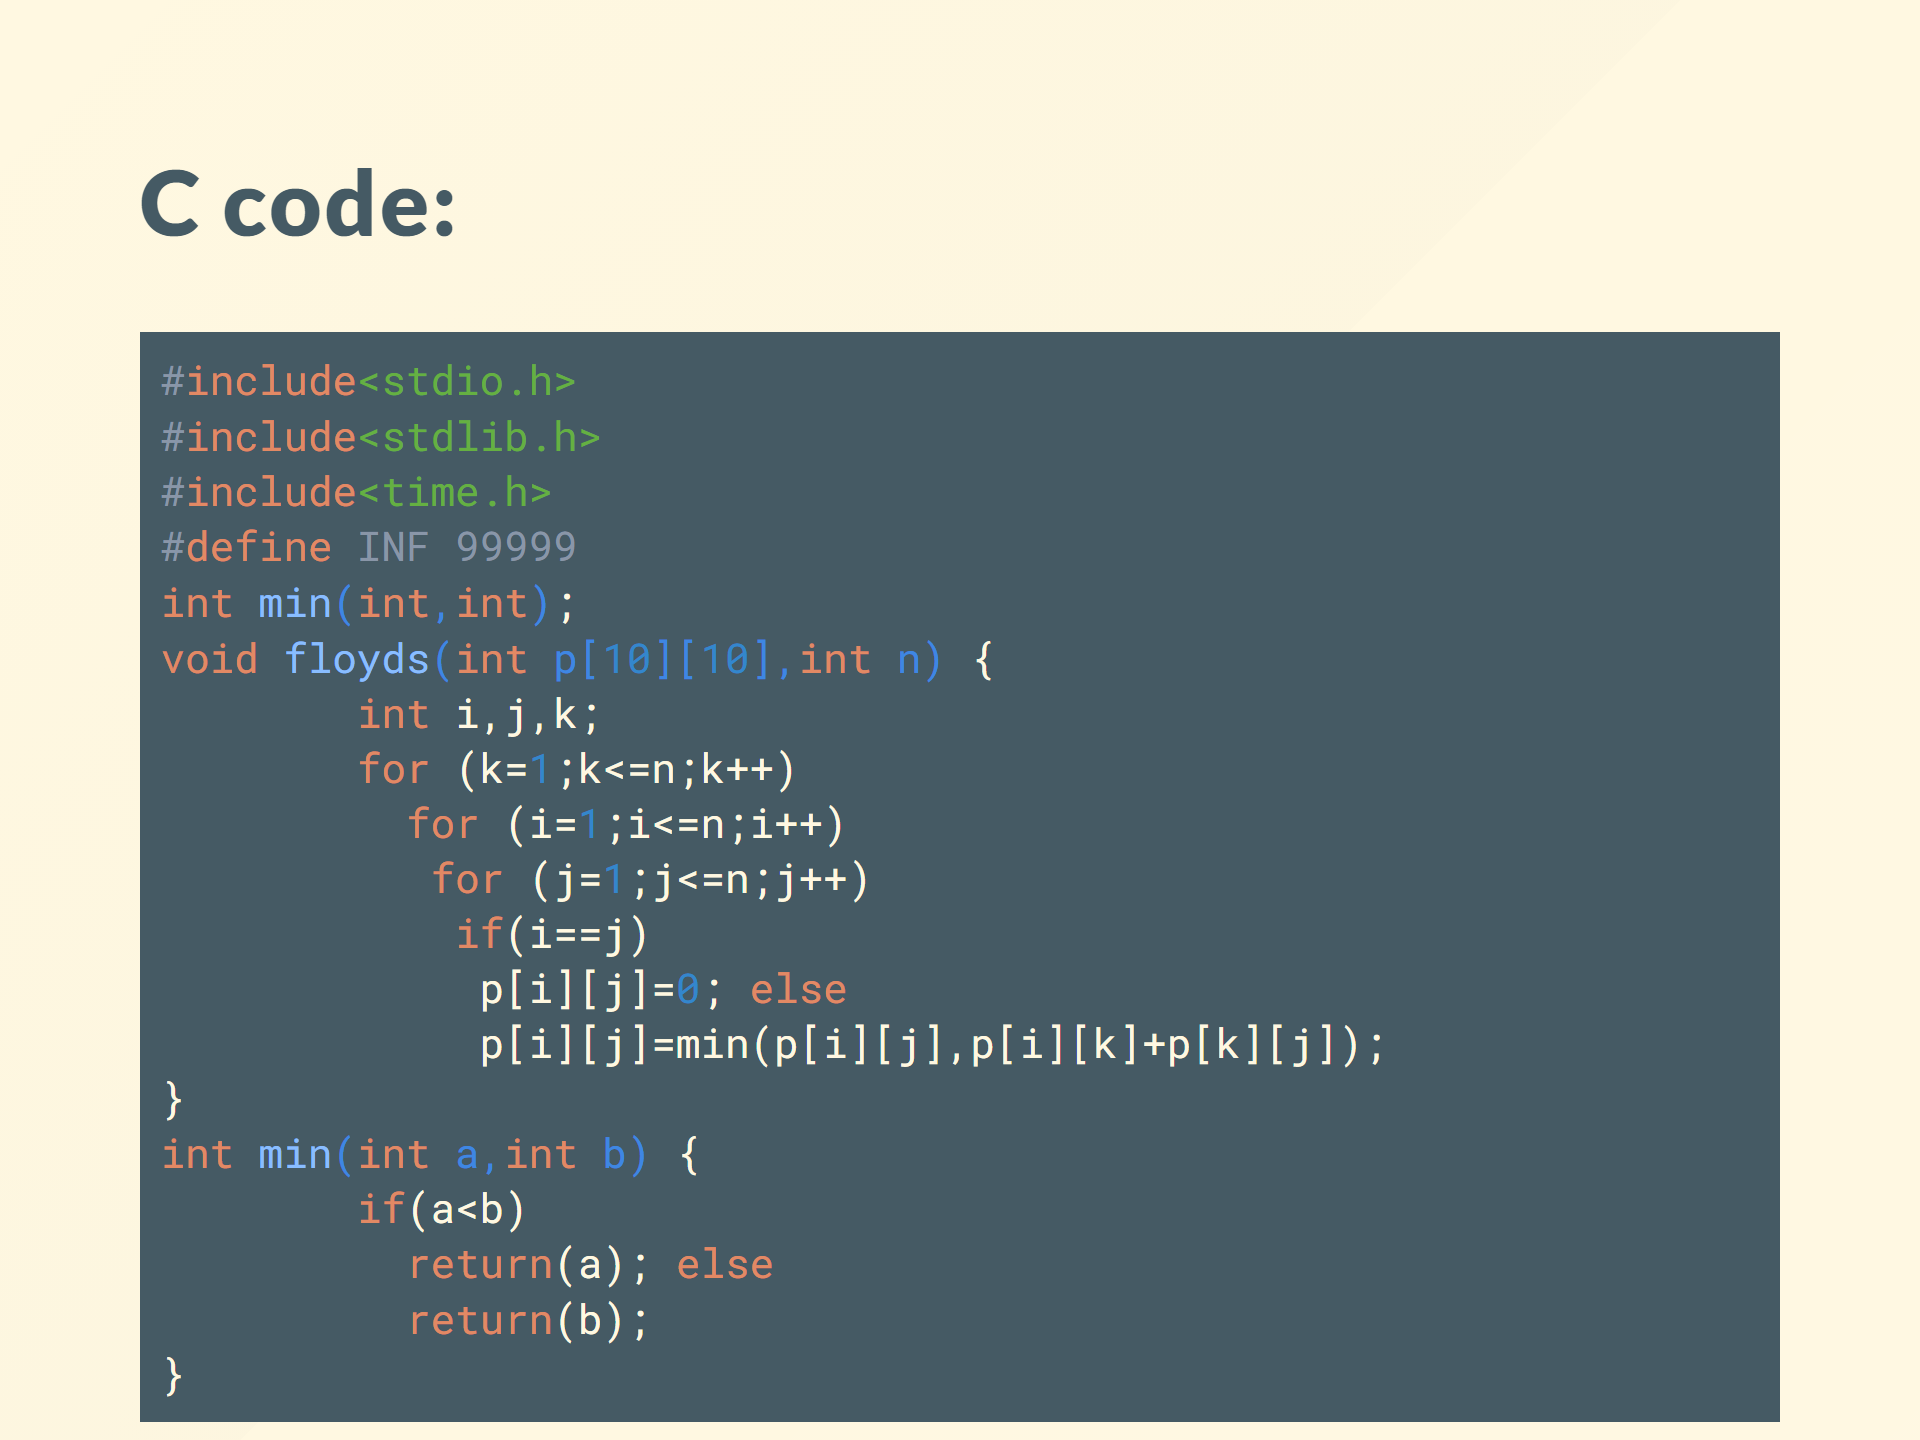 C code:
#include<stdio.h>
#include<stdlib.h>
#include<time.h>
#define INF 99999
int min(int,int);
void floyds(int p[10][10],int n) {
        int i,j,k;
        for (k=1;k<=n;k++)
          for (i=1;i<=n;i++)
           for (j=1;j<=n;j++)
            if(i==j)
             p[i][j]=0; else
             p[i][j]=min(p[i][j],p[i][k]+p[k][j]);
}
int min(int a,int b) {
        if(a<b)
          return(a); else
          return(b);
}